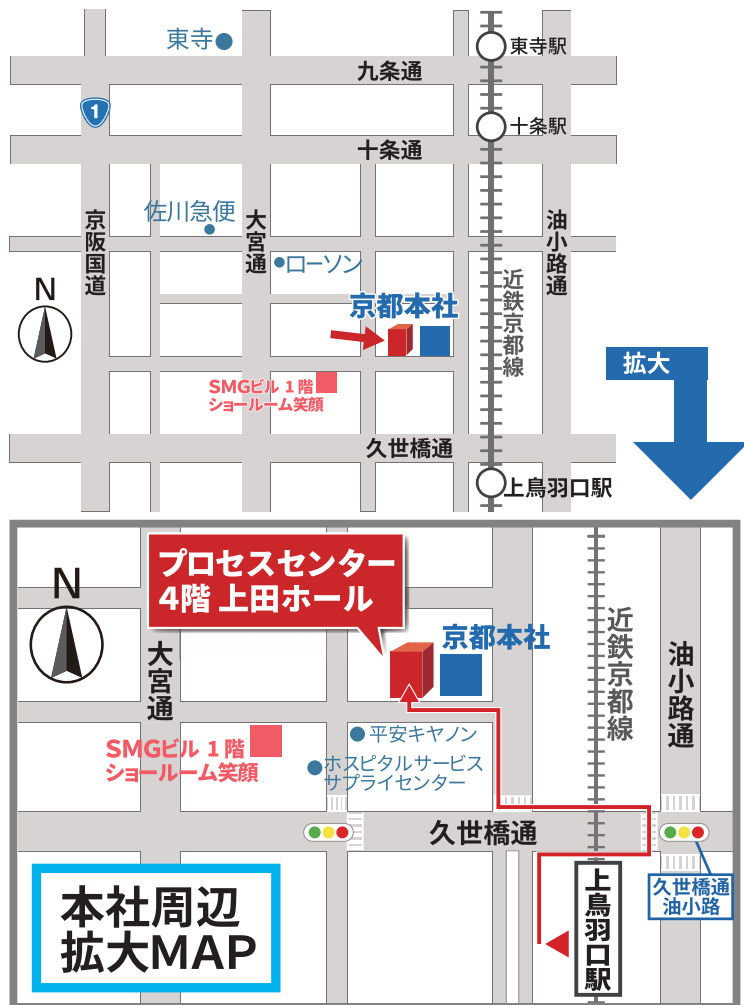 東寺
東寺駅
九条通
1
十条駅
十条通
佐川急便
京阪国道
大宮通
油小路通
ローソン
近鉄京都線
N
京都本社
拡大
SMGビル 1階
ショールーム笑顔
久世橋通
上鳥羽口駅
プロセスセンター
4階 上田ホール
N
京都本社
近鉄京都線
大宮通
油小路通
SMGビル 1階
ショールーム笑顔
平安キヤノン
ホスピタルサービス
サプライセンター
久世橋通
上鳥羽口駅
久世橋通
油小路
本社周辺
拡大MAP